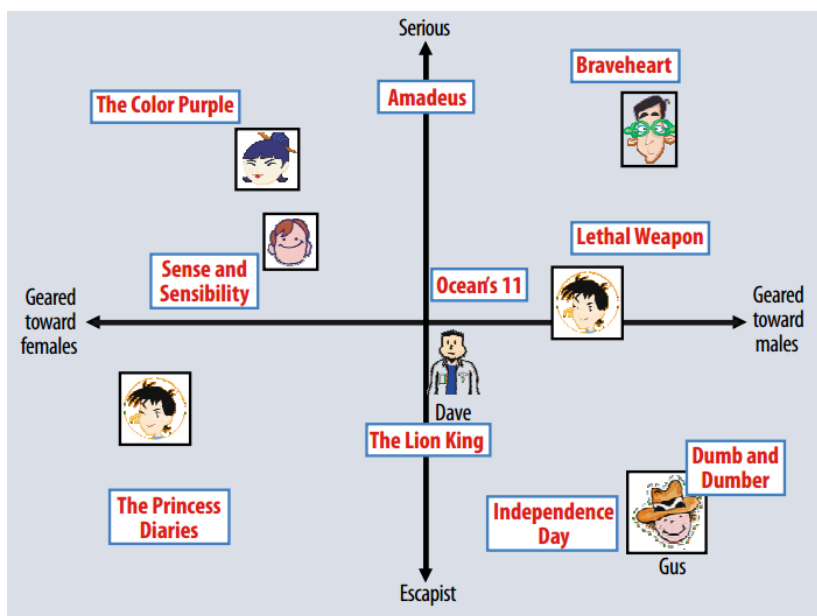 Serious
Braveheart
Amadeus
The Color Purple
Lethal Weapon
Sense and
Sensibility
Ocean's 11
Geared
toward
females
Geared
toward
males
Dave
The Lion King
Dumb and
Dumber
The Princess
Diaries
Independence
Day
Gus
Escapist